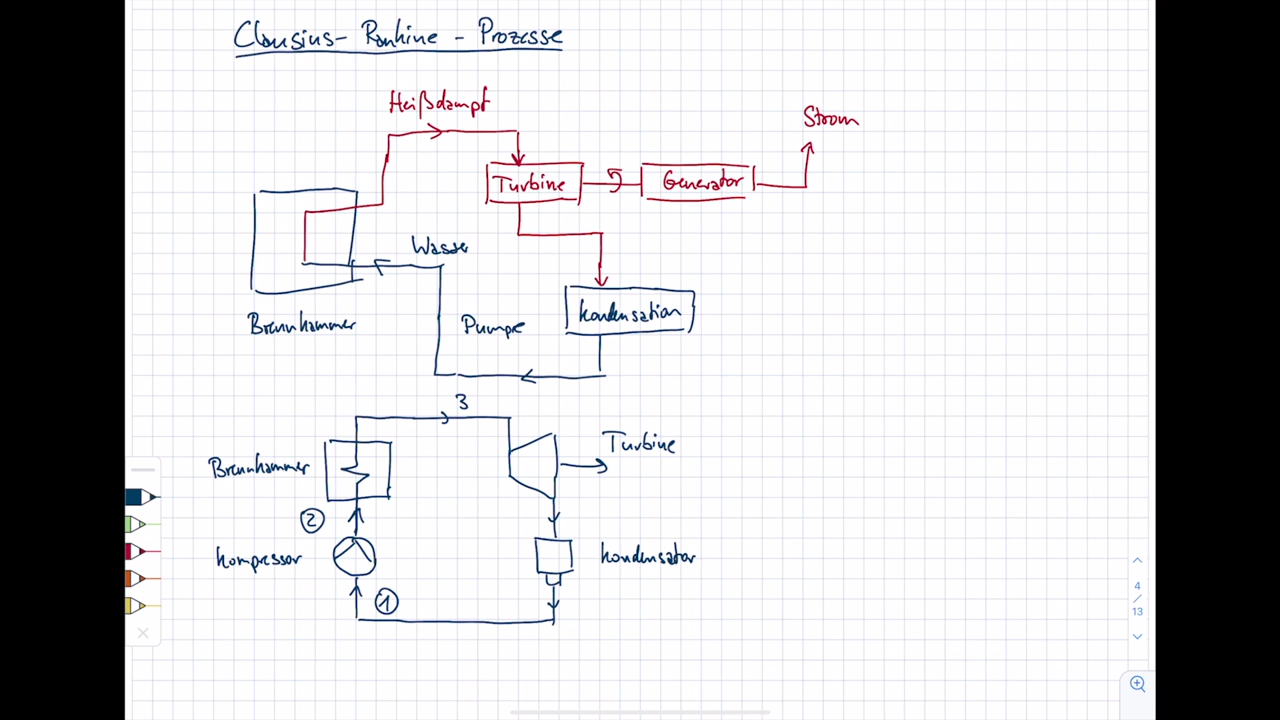 Clausius-Rankine-Prozesse
Heißdampf
Strom
Turbine
Generator
Wasser
Kondensation
Brennkammer
Pumpe
3
Turbine
Brennkammer
2
Kompressor
Kondensator
1
4
/
13